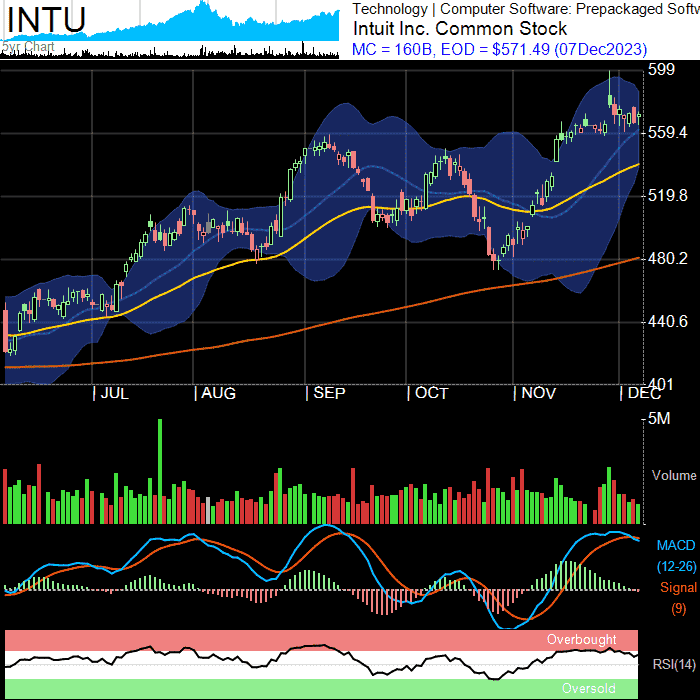 INTU
5yr Chart
Technology | Computer Software: Prepackaged Softw
Intuit Inc. Common Stock
MC = 160B, EOD = $571.49 (07Dec2023)
599
559.4
519.8
480.2
440.6
401
| JUL | AUG | SEP | OCT | NOV | DEC
5M
Volume
MACD
(12-26)
Signal
(9)
Overbought
RSI(14)
Oversold